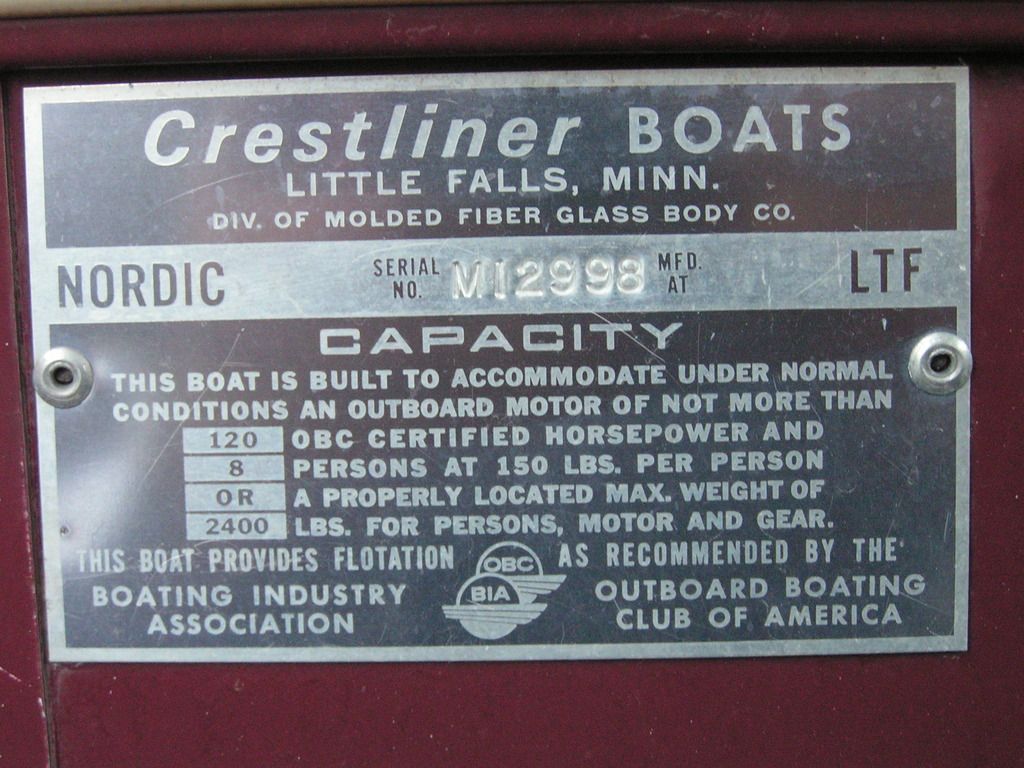 Crestliner BOATS
LITTLE FALLS, MINN.
DIV. OF MOLDED FIBER GLASS BODY CO.
NORDIC SERIAL NO. M12998 MFD. AT LTF
CAPACITY
THIS BOAT IS BUILT TO ACCOMMODATE UNDER NORMAL
CONDITIONS AN OUTBOARD MOTOR OF NOT MORE THAN
120 OBC CERTIFIED HORSEPOWER AND
8 PERSONS AT 150 LBS. PER PERSON
OR A PROPERLY LOCATED MAX. WEIGHT OF
2400 LBS. FOR PERSONS, MOTOR AND GEAR.
THIS BOAT PROVIDES FLOTATION OBC AS RECOMMENDED BY THE
BOATING INDUSTRY BIA OUTBOARD BOATING
ASSOCIATION CLUB OF AMERICA